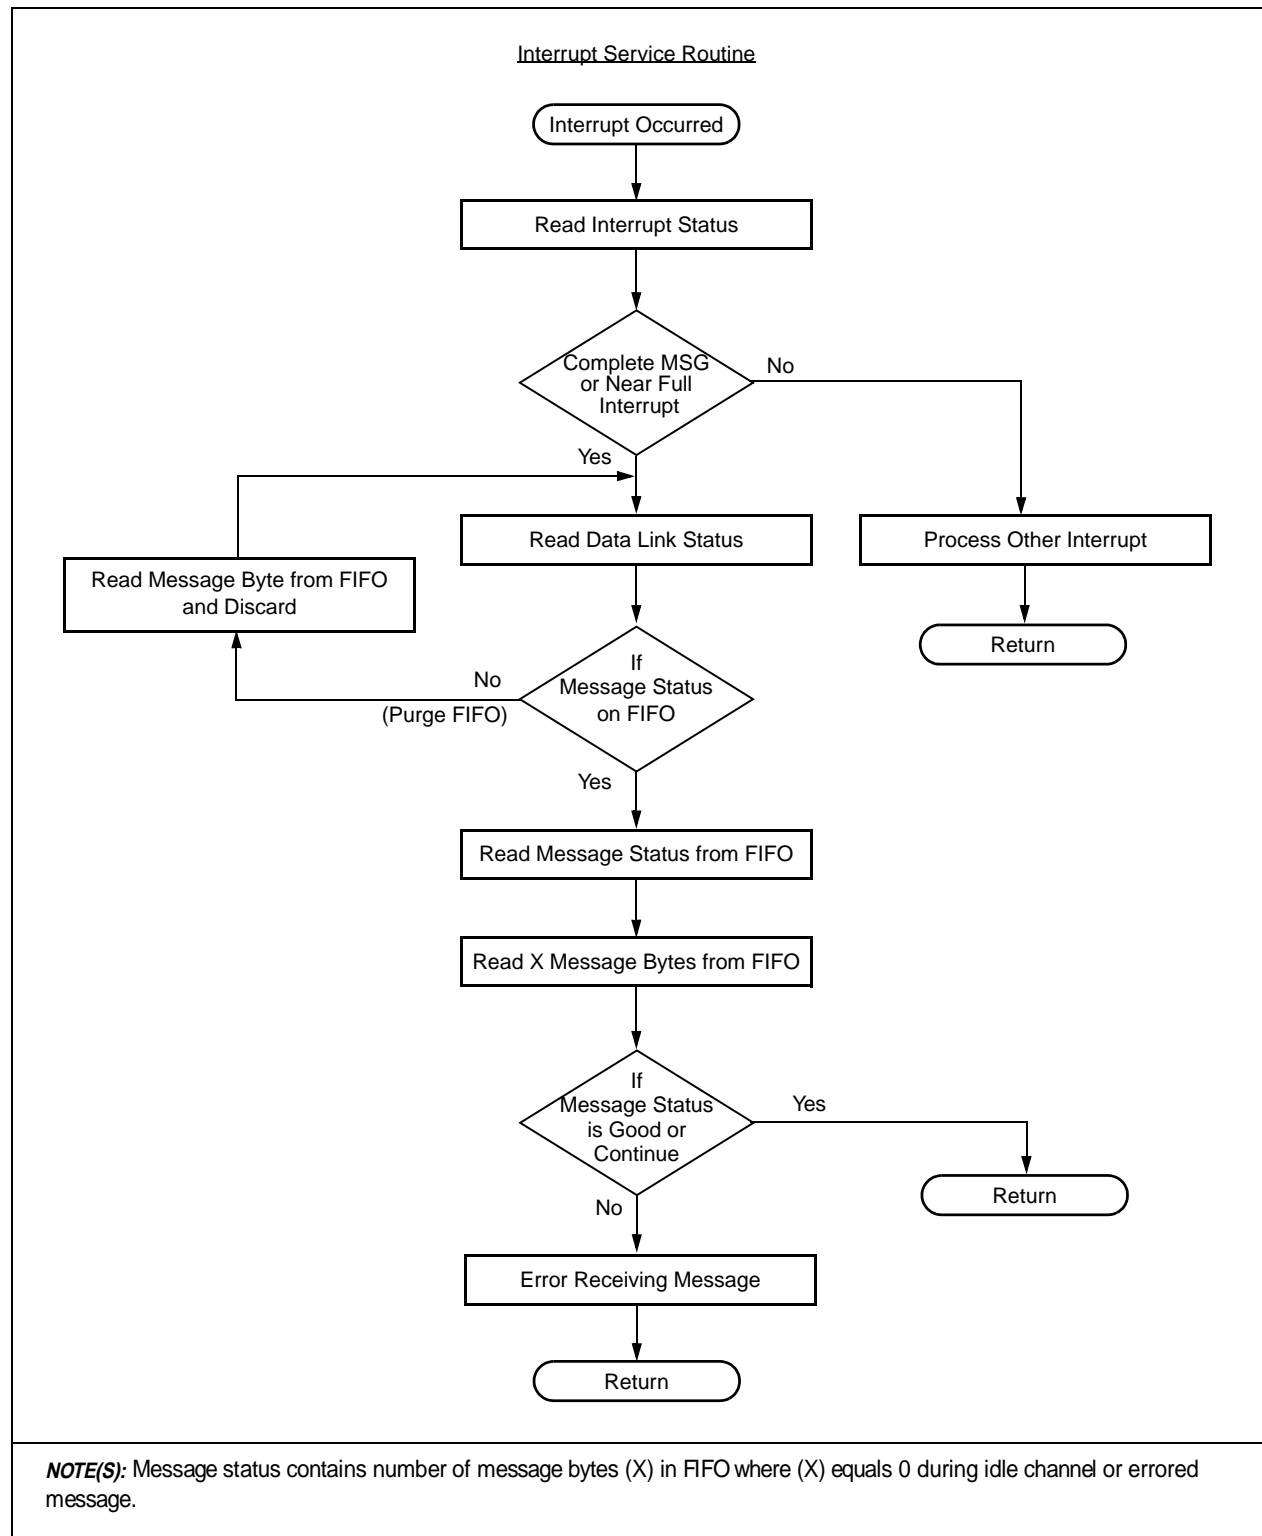 Interrupt Service Routine
Interrupt Occurred
Read Interrupt Status
Complete MSG
or Near Full
Interrupt
No
Yes
Read Data Link Status
Process Other Interrupt
Read Message Byte from FIFO
and Discard
Return
If
Message Status
on FIFO
No
(Purge FIFO)
Yes
Read Message Status from FIFO
Read X Message Bytes from FIFO
If
Message Status
is Good or
Continue
Yes
Return
No
Error Receiving Message
Return
NOTE(S): Message status contains number of message bytes (X) in FIFO where (X) equals 0 during idle channel or errored
message.